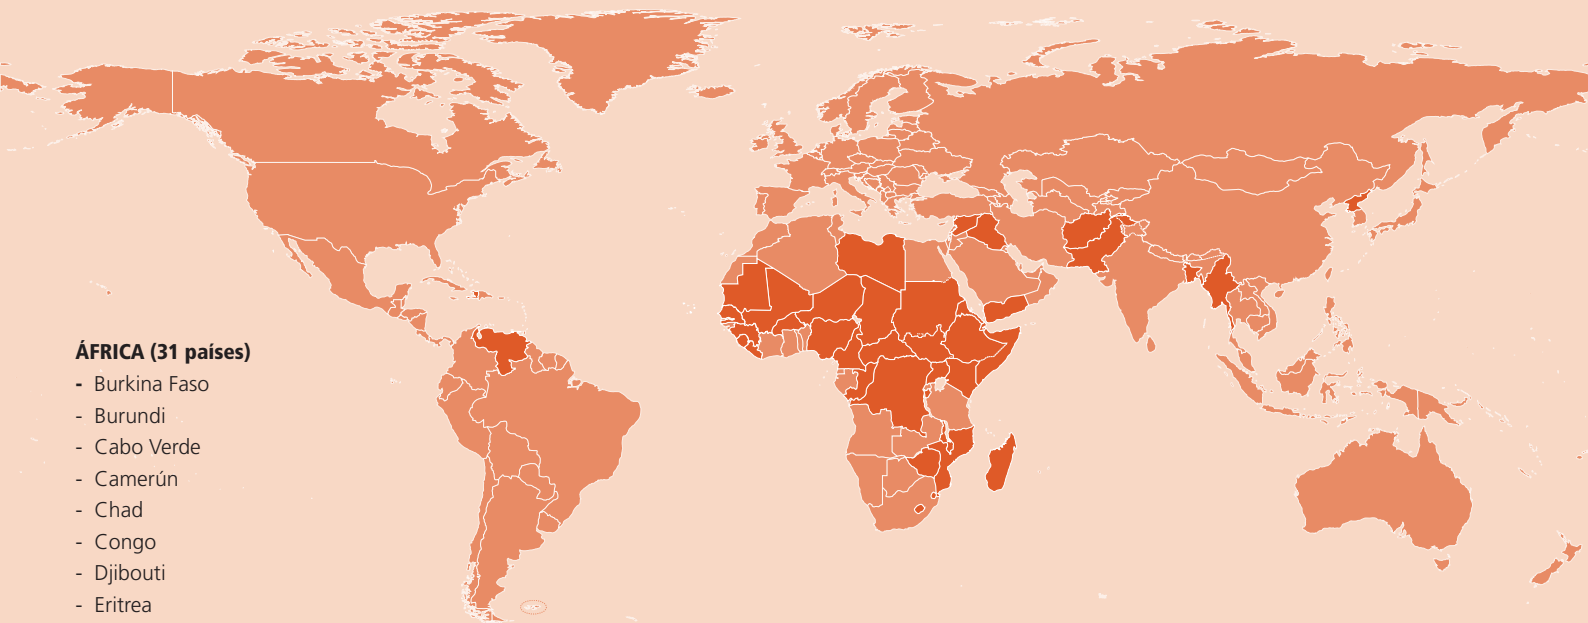 ÁFRICA (31 países)
- Burkina Faso
- Burundi
- Cabo Verde
- Camerún
- Chad
- Congo
- Djibouti
- Eritrea